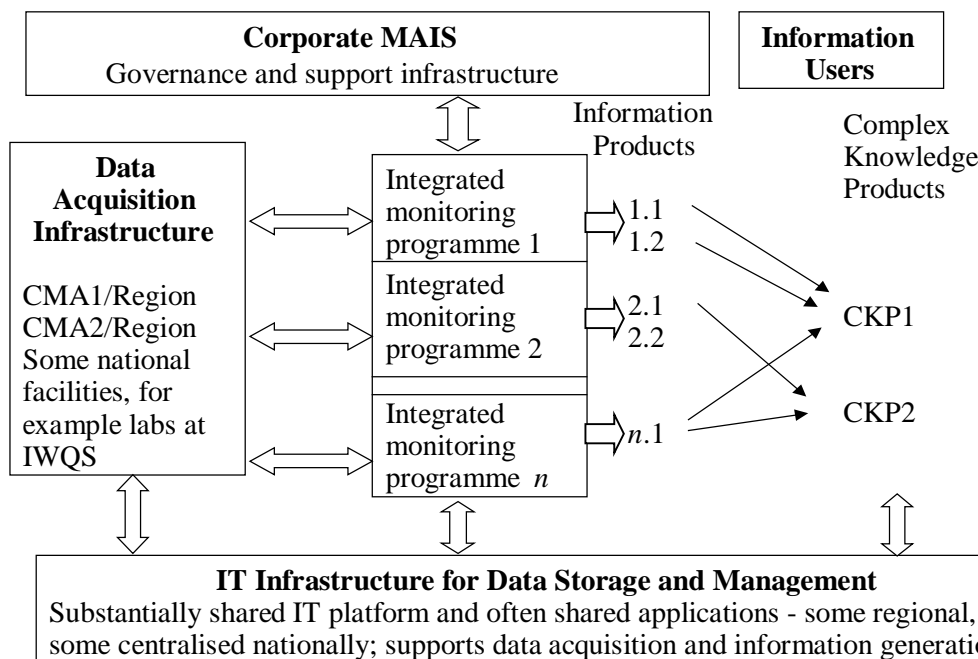 Corporate MAIS
Governance and support infrastructure
Information
Users
Information
Products
Complex
Knowledge
Products
Data
Acquisition
Infrastructure
CMA1/Region
CMA2/Region
Some national
facilities, for
example labs at
IWQS
Integrated
monitoring
programme 1
1.1
1.2
Integrated
monitoring
programme 2
2.1
2.2
Integrated
monitoring
programme n
n.1
CKP1
CKP2
IT Infrastructure for Data Storage and Management
Substantially shared IT platform and often shared applications - some regional,
some centralised nationally; supports data acquisition and information generati